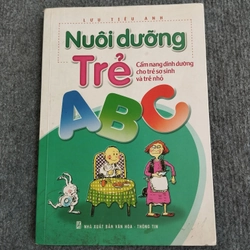 LƯU TIỂU ANH
Nuôi dưỡng
Trẻ
Cẩm nang dinh dưỡng
cho trẻ sơ sinh
và trẻ nhỏ
ABC
NHÀ XUẤT BẢN VĂN HÓA - THÔNG TIN